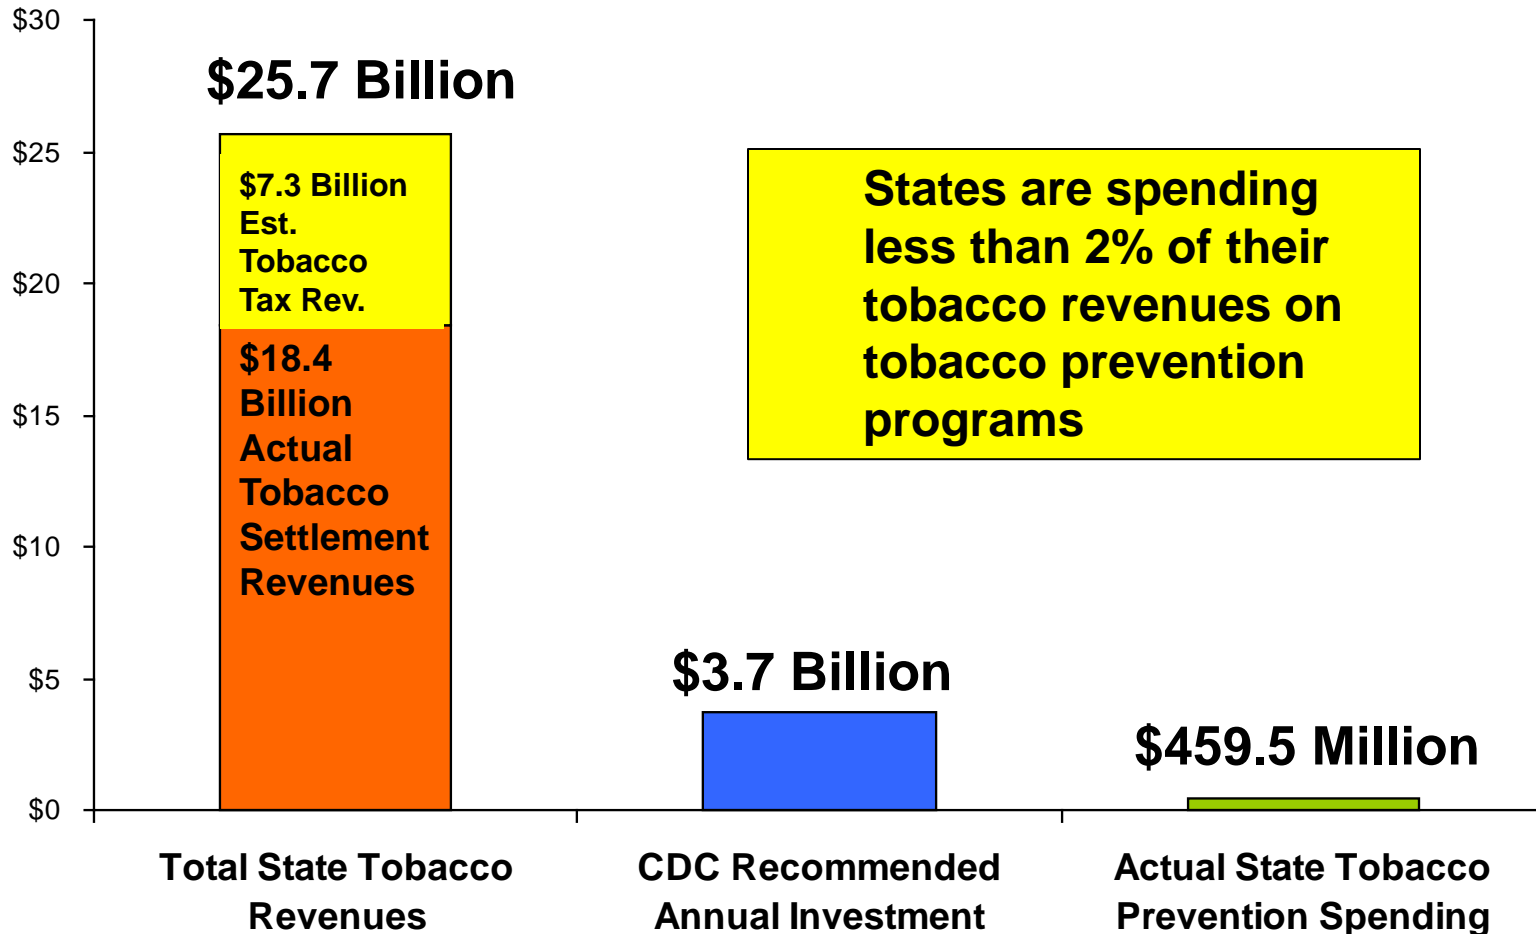 $30
$25
$20
$15
$10
$5
$0
$25.7 Billion
$7.3 Billion
Est.
Tobacco
Tax Rev.
$18.4
Billion
Actual
Tobacco
Settlement
Revenues
States are spending
less than 2% of their
tobacco revenues on
tobacco prevention
programs
$3.7 Billion
$459.5 Million
Total State Tobacco
Revenues
CDC Recommended
Annual Investment
Actual State Tobacco
Prevention Spending